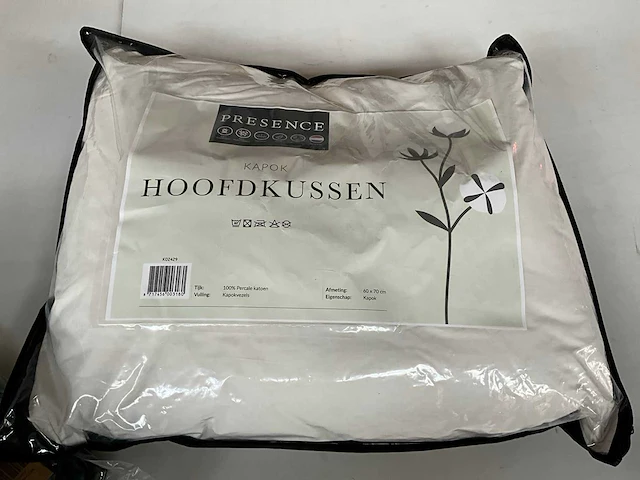 PRESENCE
KAPOK
HOOFDKUSSEN
K02429
Tijk: 100% Percale katoen
Vulling: Kapokvezels
Afmeting: 60 x 70 cm
Eigenschap: Kapok